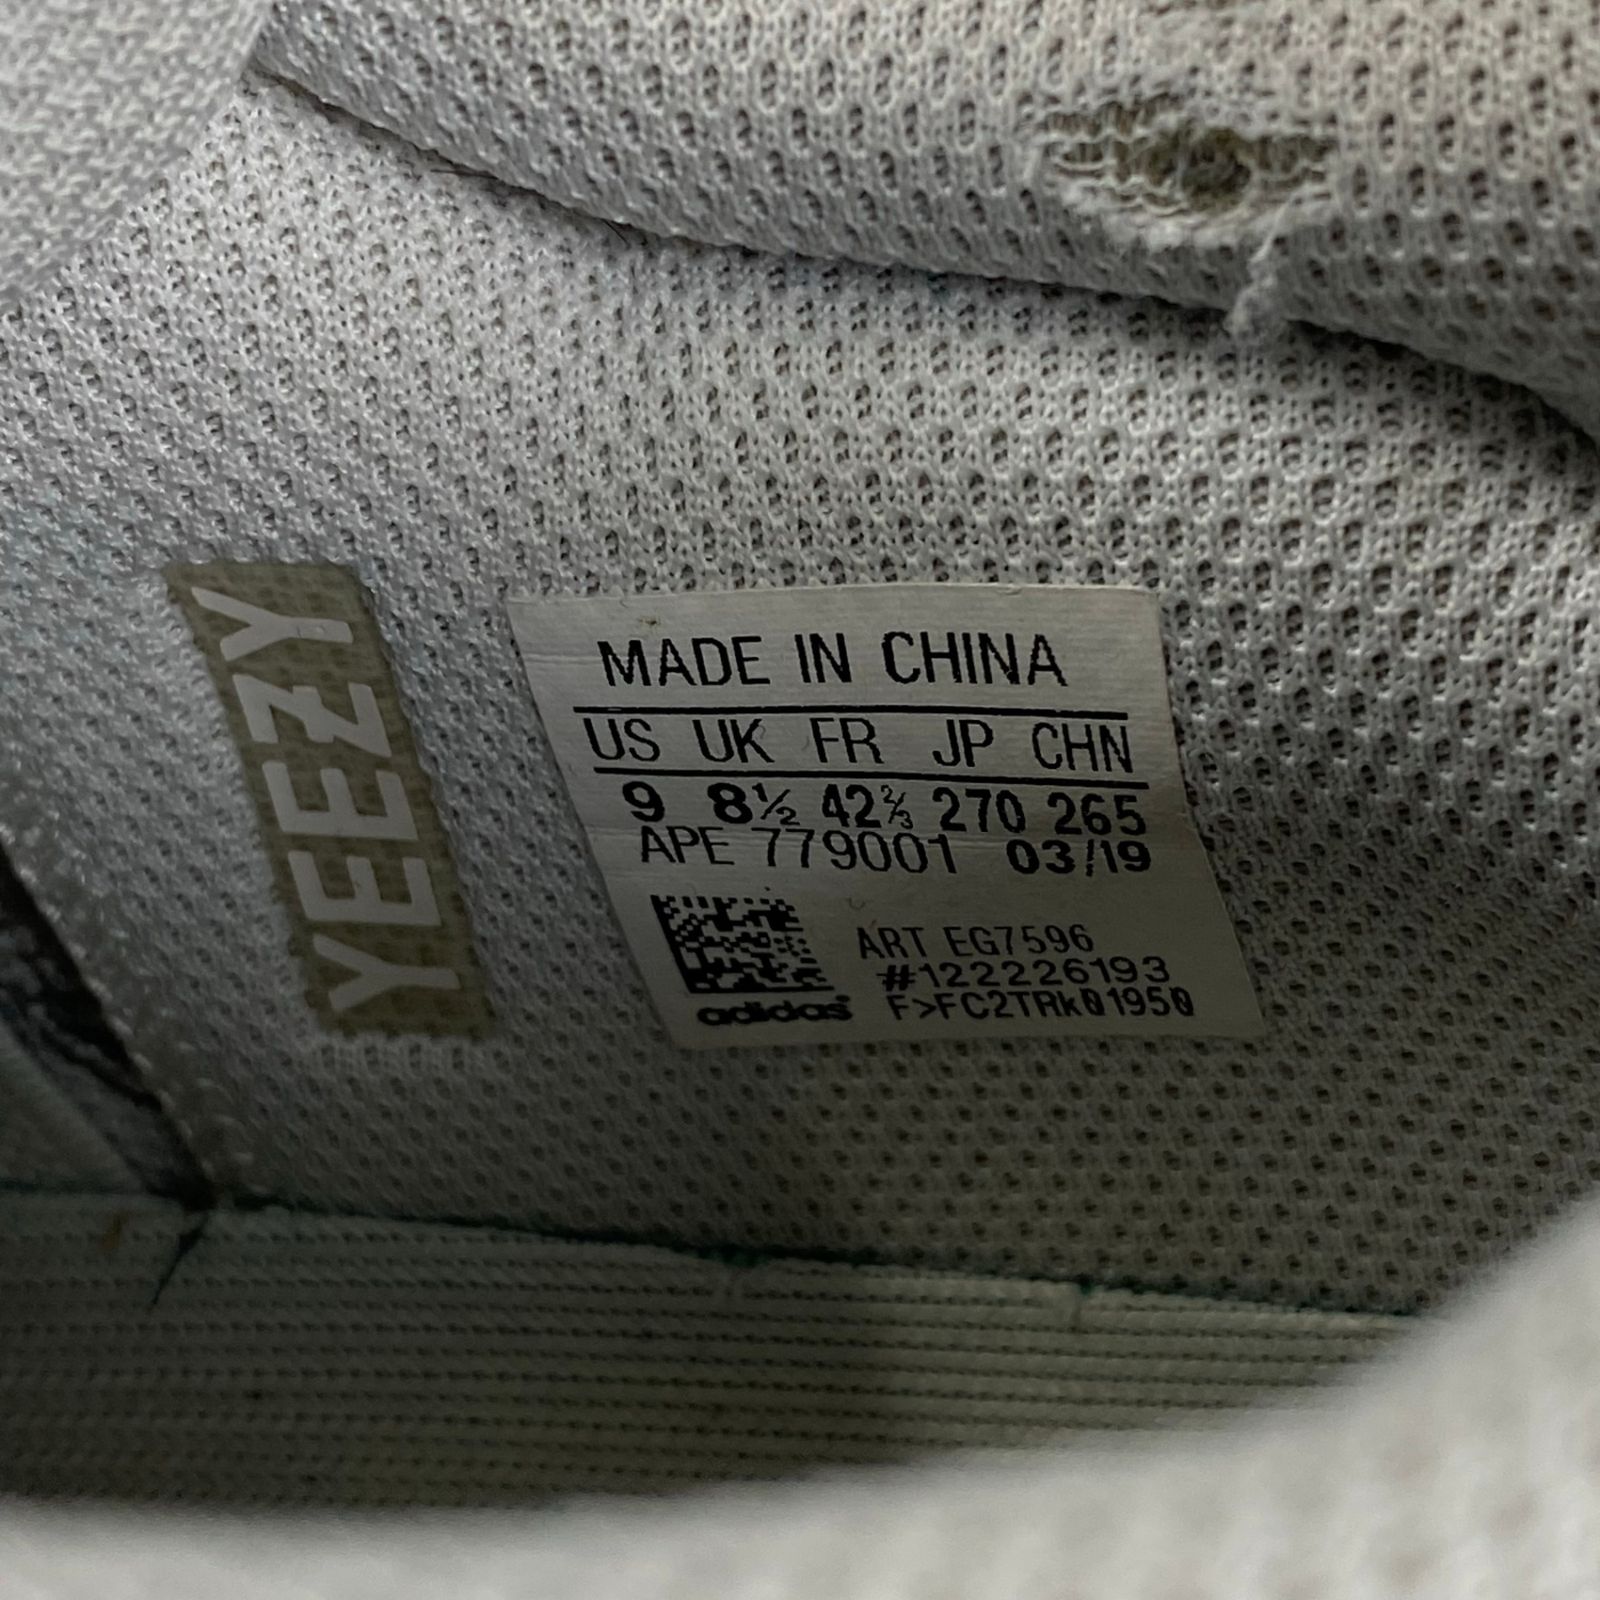 YEEZY
MADE IN CHINA
US UK FR JP CHN
9 8½ 42⅔ 270 265
APE 779001 03/19
ART EG7596
#122226193
F>FC2TRk01950
adidas